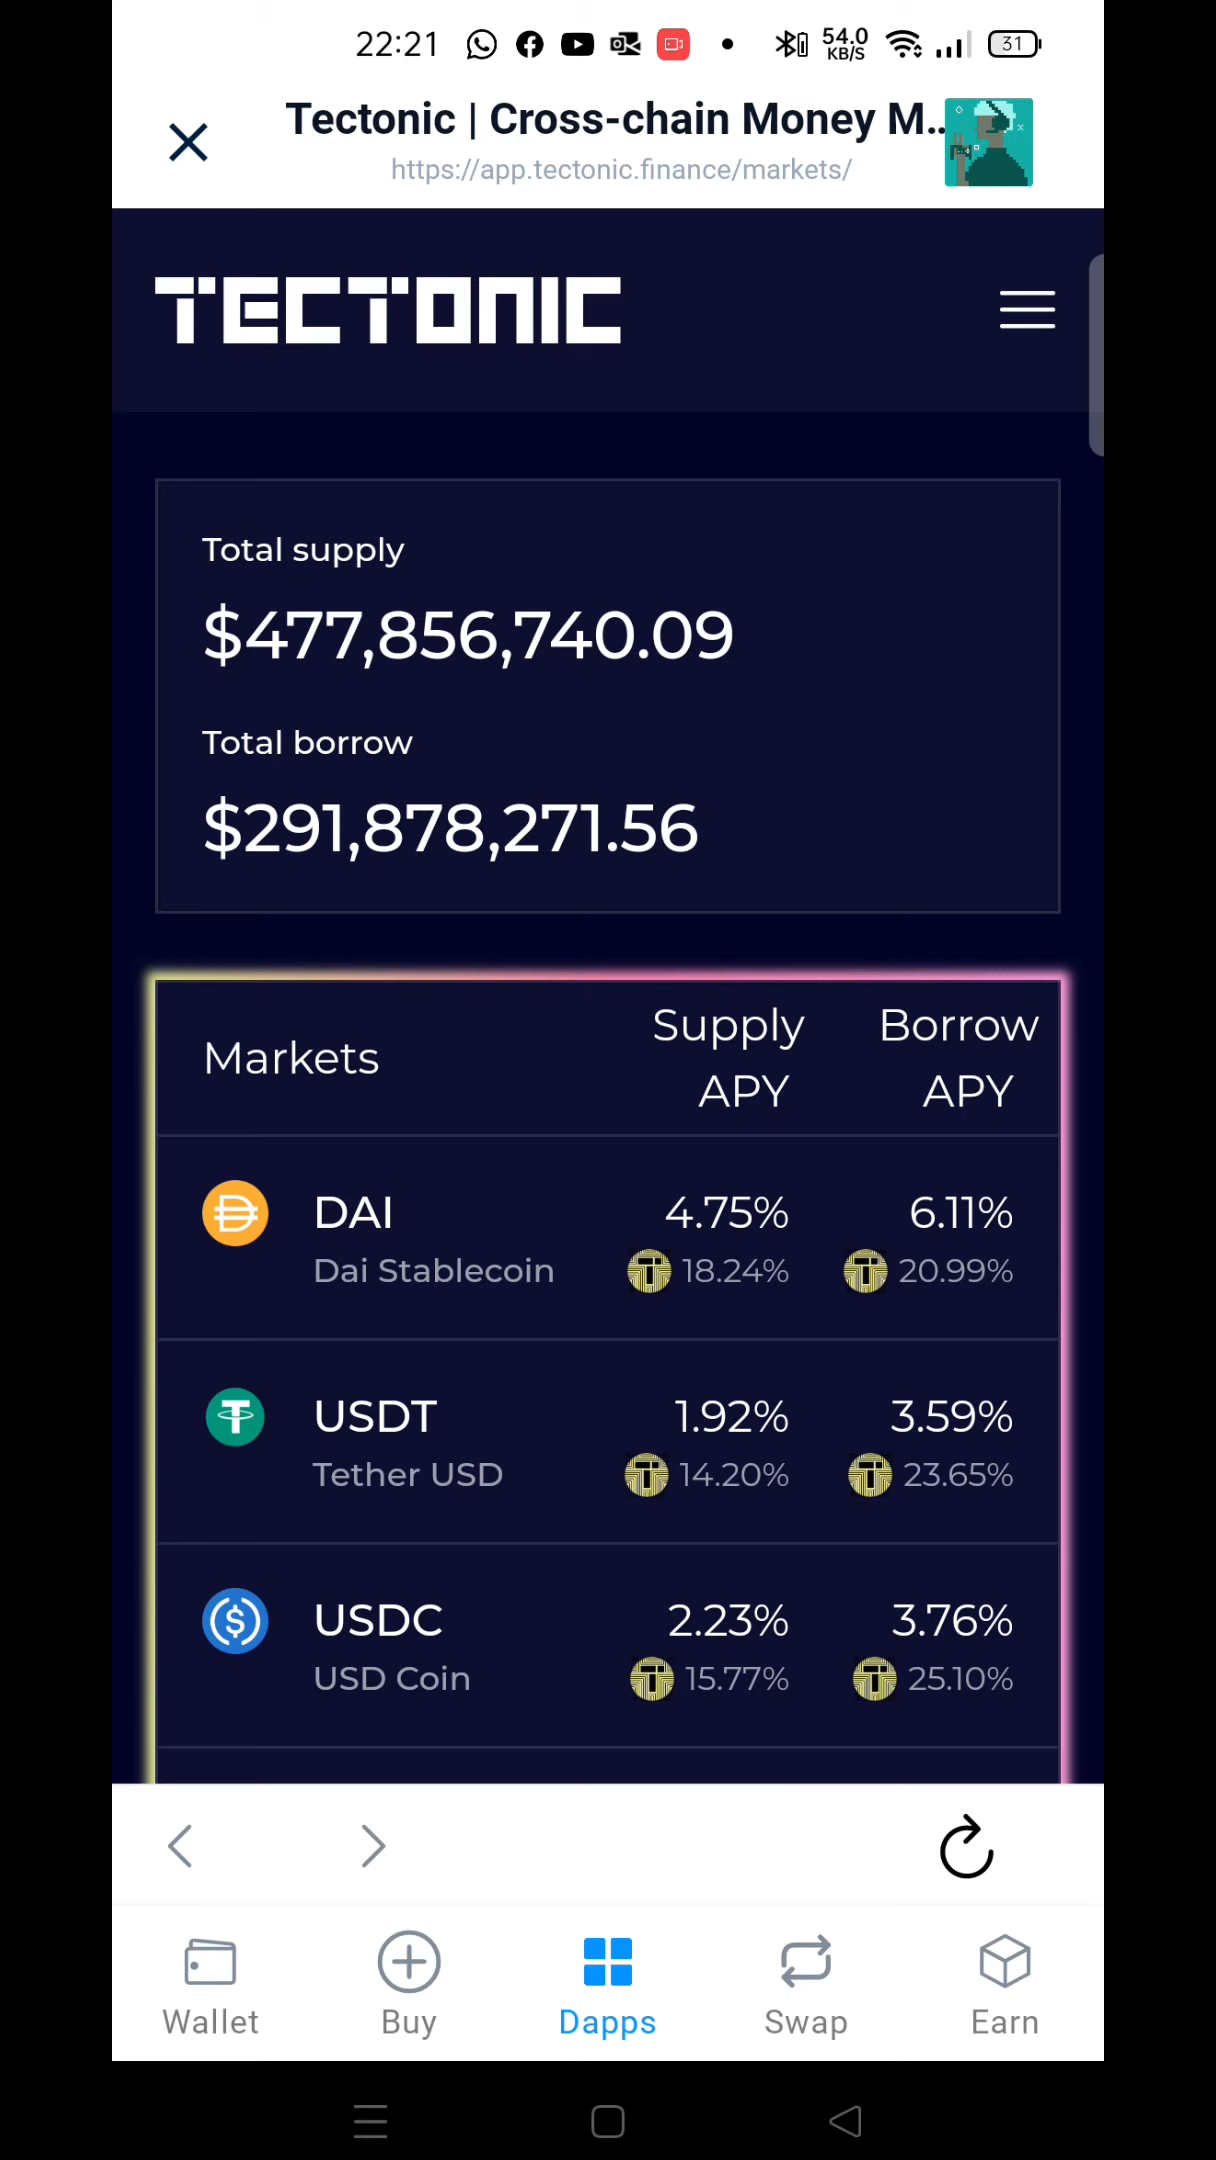 22:21
54.0
KB/S
31
Tectonic | Cross-chain Money M..
https://app.tectonic.finance/markets/
TECTONIC
Total supply
$477,856,740.09
Total borrow
$291,878,271.56
Markets
Supply APY
Borrow APY
DAI 4.75% 6.11%
Dai Stablecoin 18.24% 20.99%
USDT 1.92% 3.59%
Tether USD 14.20% 23.65%
USDC 2.23% 3.76%
USD Coin 15.77% 25.10%
Wallet Buy Dapps Swap Earn